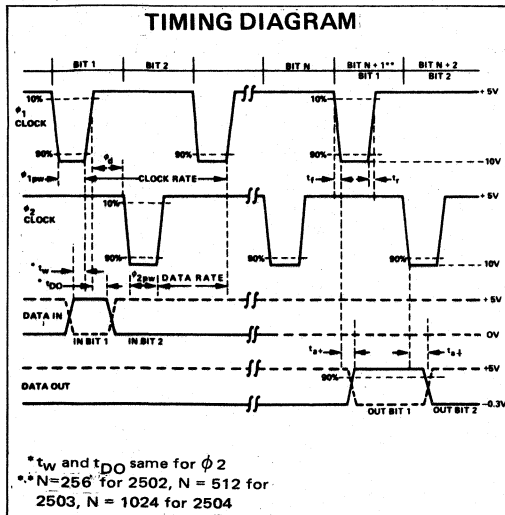 TIMING DIAGRAM
BIT 1 BIT 2 BIT N BIT N + 1** BIT N + 2
BIT 1 BIT 2
10% 10% + 5V
ϕ1
CLOCK
ϕd
90% 90% 90% 10V
ϕ1pw CLOCK RATE tf tr
+ 5V
ϕ2
CLOCK
10%
90% 90% 90% 10V
* tw
* tDO
ϕ2pw DATA RATE
+ 5V
DATA IN
0V
IN BIT 1 IN BIT 2
ta+ ta+
+5V
90%
DATA OUT
-0.3V
OUT BIT 1 OUT BIT 2
* tw and tDO same for ϕ 2
** N=256 for 2502, N = 512 for
2503, N = 1024 for 2504